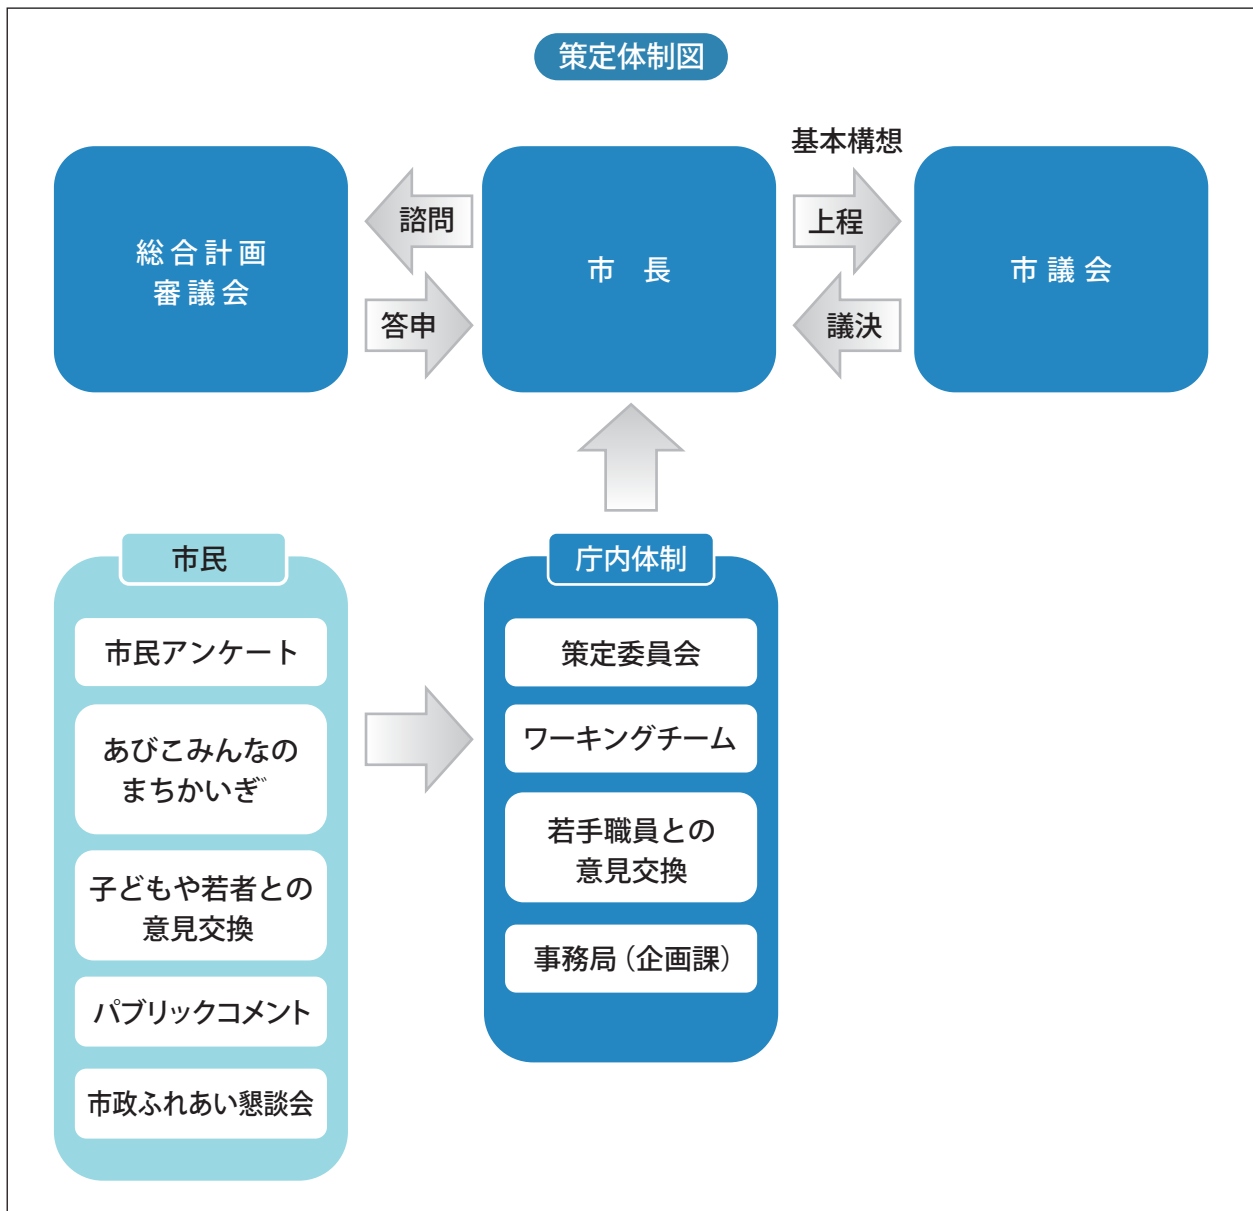 策定体制図
基本構想
総合計画
審議会
諮問
答申
市 長
上程
議決
市議会
市民
市民アンケート
あびこみんなの
まちかいぎ
子どもや若者との
意見交換
パブリックコメント
市政ふれあい懇談会
庁内体制
策定委員会
ワーキングチーム
若手職員との
意見交換
事務局(企画課)